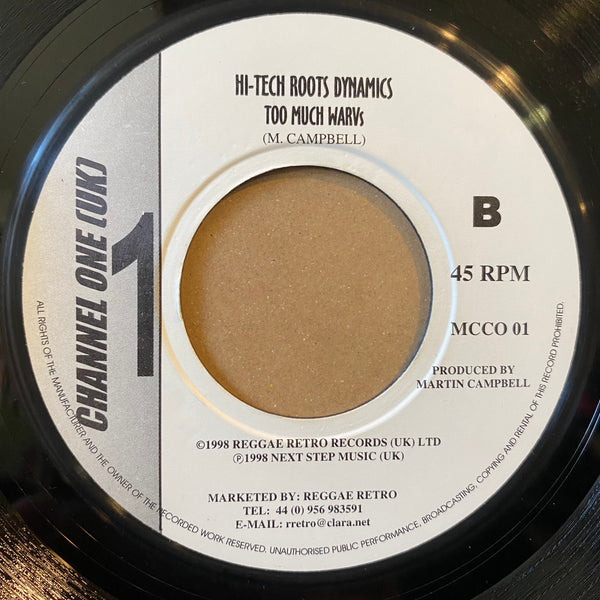 HI-TECH ROOTS DYNAMICS
TOO MUCH WARVs
(M. CAMPBELL)
CHANNEL ONE (UK)
1
B
45 RPM
MCCO 01
PRODUCED BY
MARTIN CAMPBELL
©1998 REGGAE RETRO RECORDS (UK) LTD
℗1998 NEXT STEP MUSIC (UK)
MARKETED BY: REGGAE RETRO
TEL: 44 (0) 956 983591
E-MAIL: rretro@clara.net
ALL RIGHTS OF THE MANUFACTURER AND THE OWNER OF THE RECORDED WORK RESERVED. UNAUTHORISED PUBLIC PERFORMANCE, BROADCASTING, COPYING AND RENTAL OF THIS RECORD PROHIBITED.